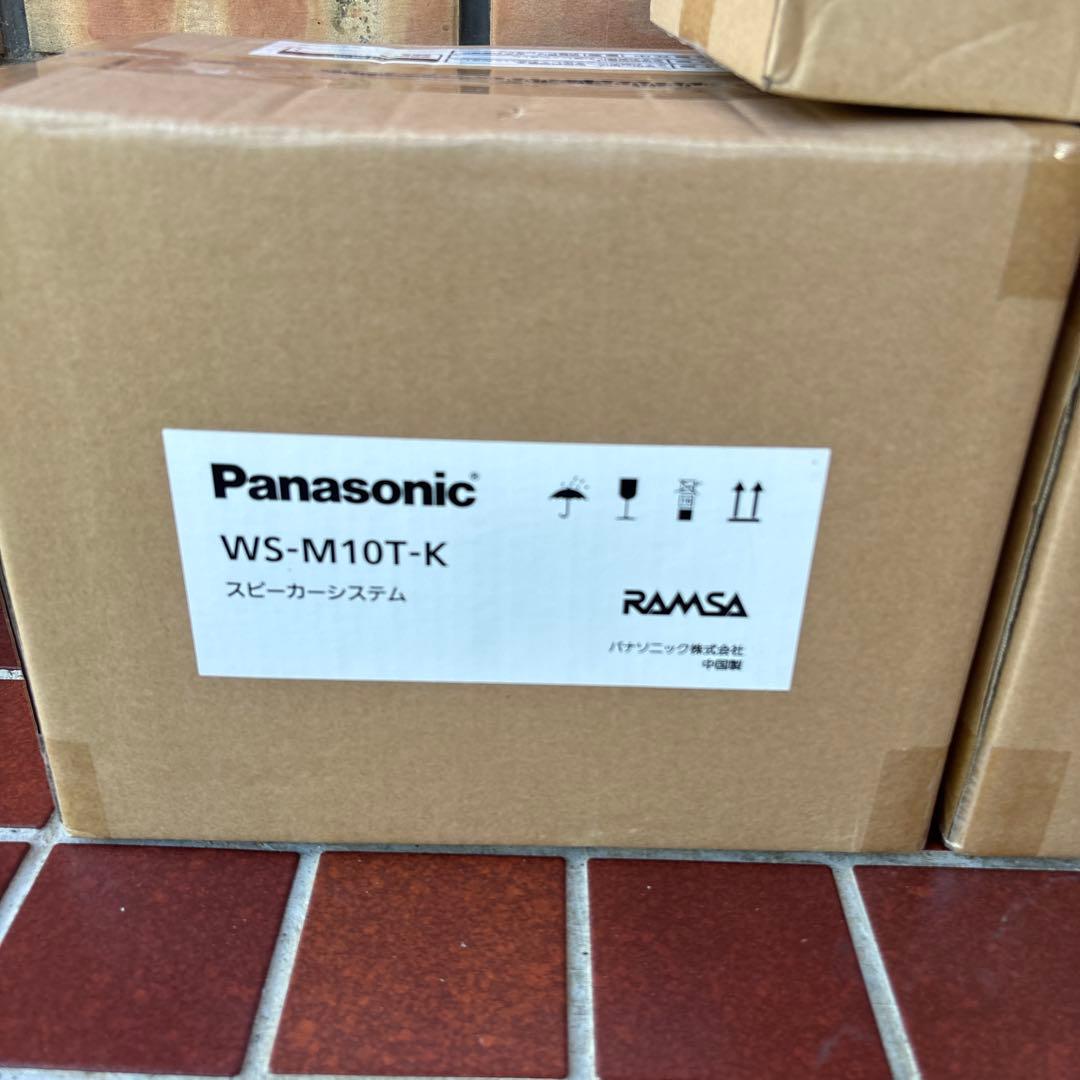 Panasonic
WS-M10T-K
スピーカーシステム
RAMSA
パナソニック株式会社
中国製